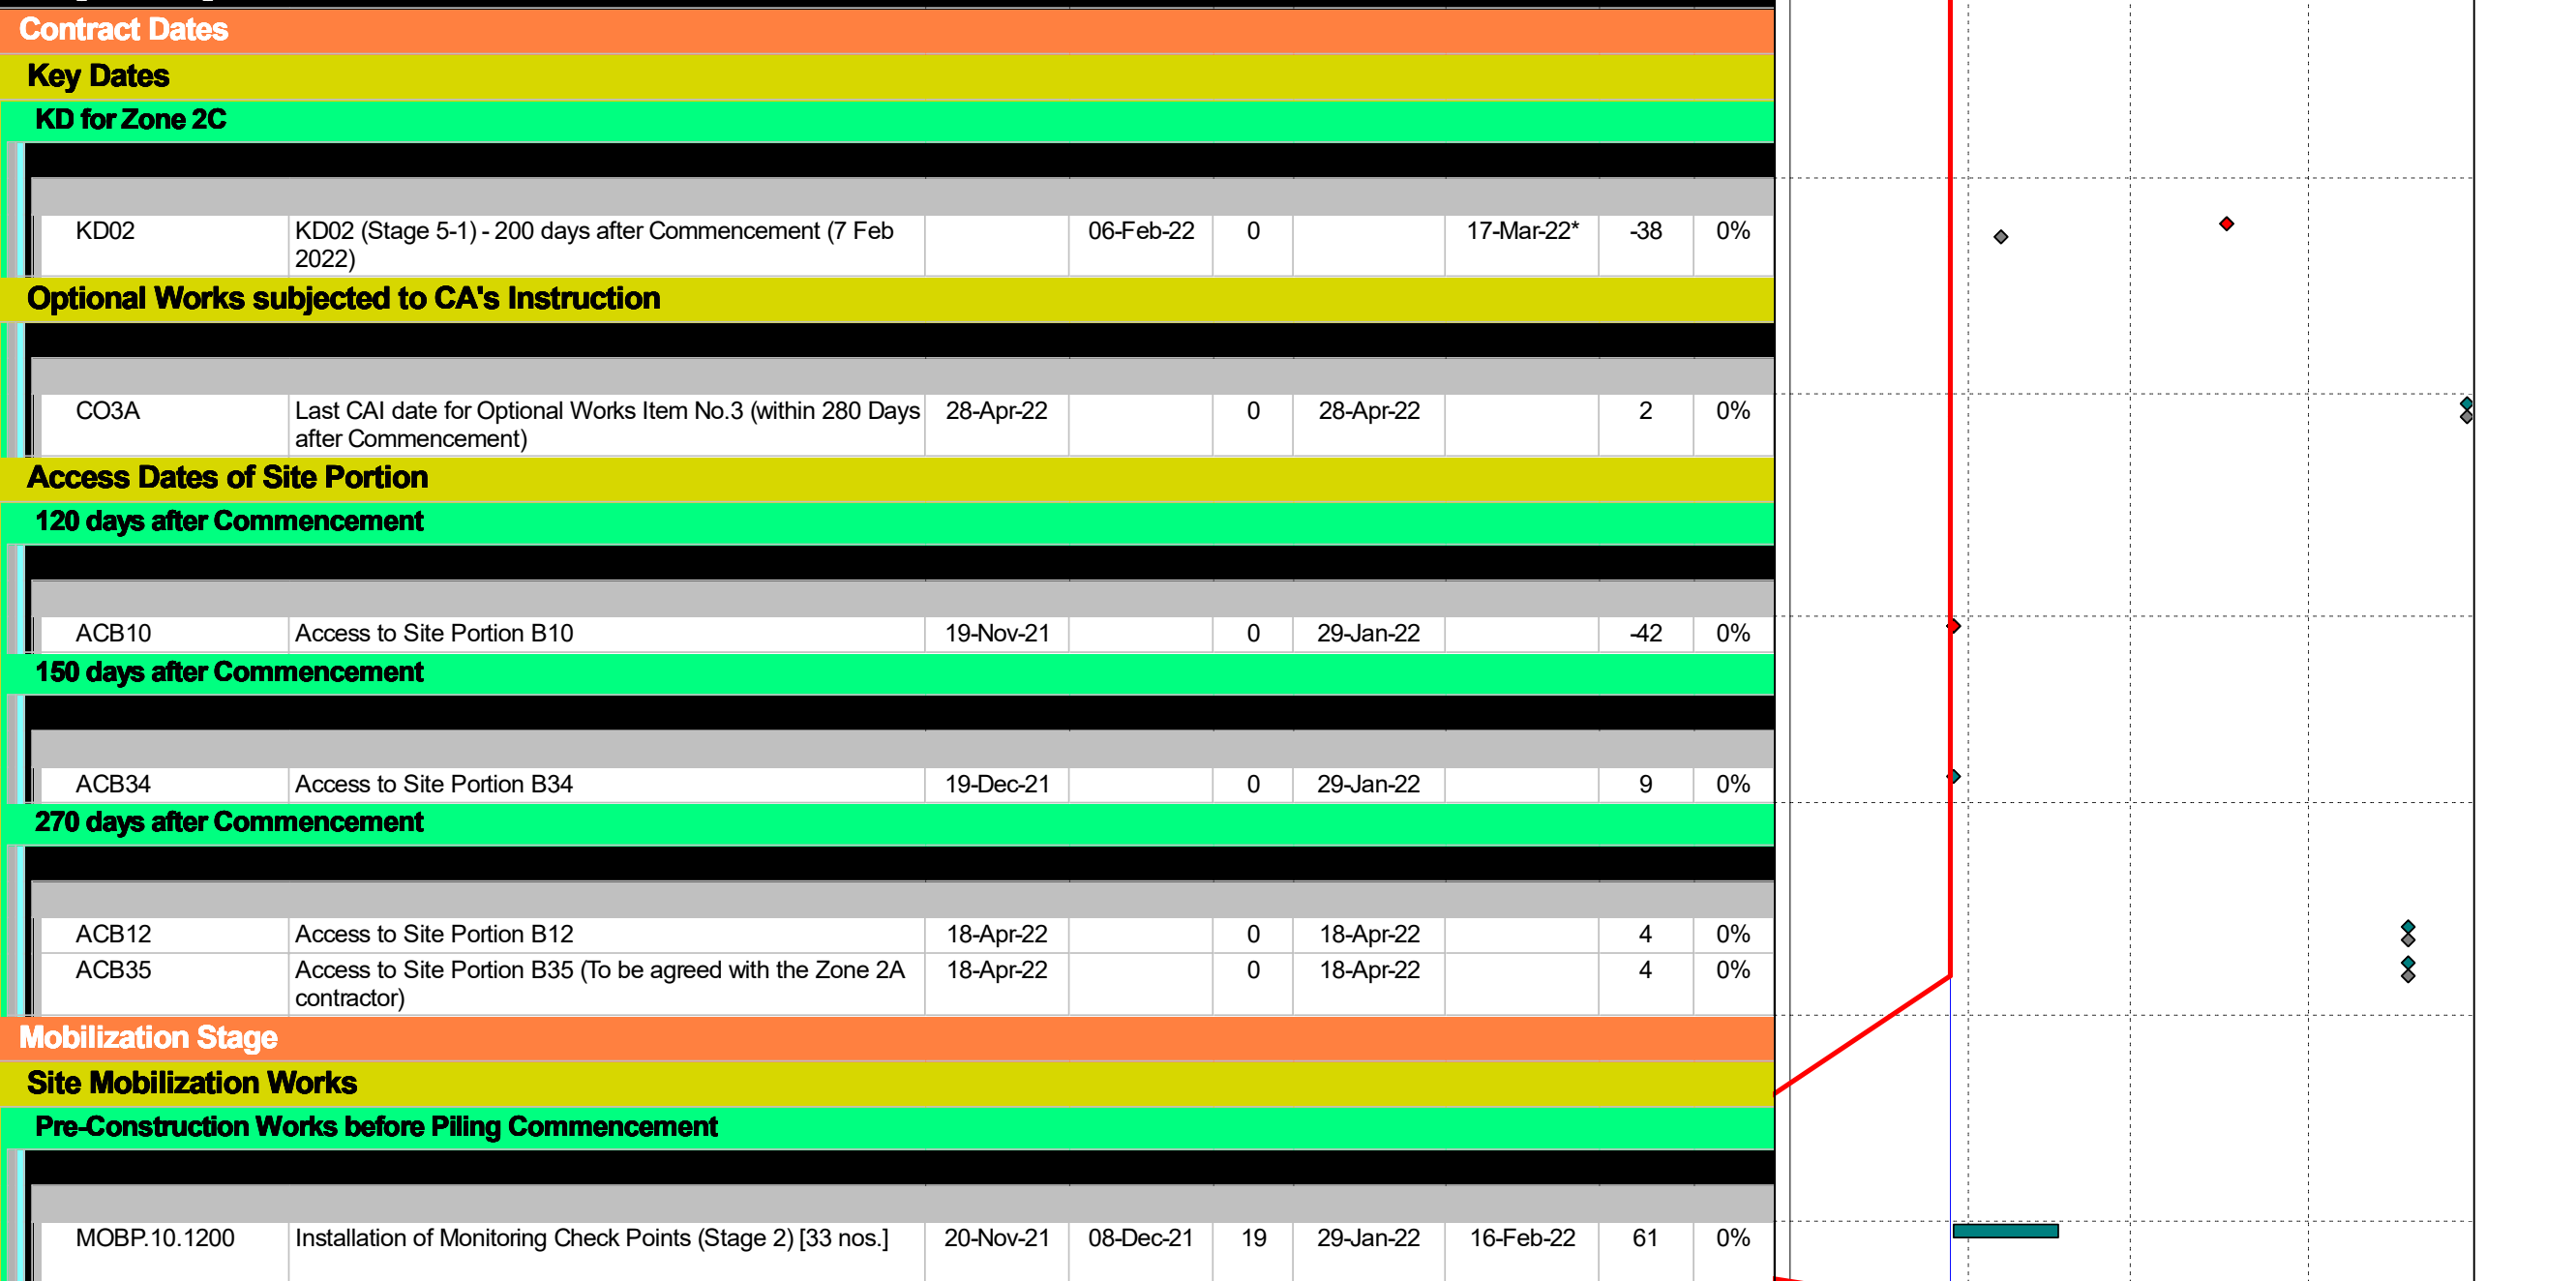 Contract Dates
Key Dates
KD for Zone 2C
KD02 KD02 (Stage 5-1) - 200 days after Commencement (7 Feb 2022) 06-Feb-22 0 17-Mar-22* -38 0%
Optional Works subjected to CA's Instruction
CO3A Last CAI date for Optional Works Item No.3 (within 280 Days after Commencement) 28-Apr-22 0 28-Apr-22 2 0%
Access Dates of Site Portion
120 days after Commencement
ACB10 Access to Site Portion B10 19-Nov-21 0 29-Jan-22 -42 0%
150 days after Commencement
ACB34 Access to Site Portion B34 19-Dec-21 0 29-Jan-22 9 0%
270 days after Commencement
ACB12 Access to Site Portion B12 18-Apr-22 0 18-Apr-22 4 0%
ACB35 Access to Site Portion B35 (To be agreed with the Zone 2A contractor) 18-Apr-22 0 18-Apr-22 4 0%
Mobilization Stage
Site Mobilization Works
Pre-Construction Works before Piling Commencement
MOBP.10.1200 Installation of Monitoring Check Points (Stage 2) [33 nos.] 20-Nov-21 08-Dec-21 19 29-Jan-22 16-Feb-22 61 0%